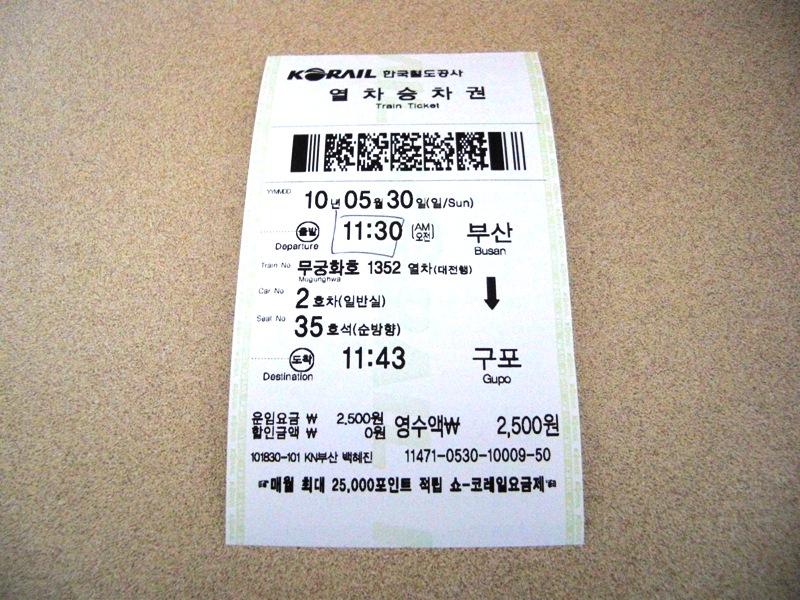 KORAIL 한국철도공사
열 차 승 차 권
Train Ticket
YYMMDD 10년 05월 30일(일/Sun)
출발 11:30 (AM 오전) 부산
Departure Busan
Train No. 무궁화호 1352 열차(대전행)
Mugunghwa
Car. No 2 호차(일반실)
Seat. No 35 호석(순방향)
도착 11:43 구포
Destination Gupo
운임요금 ₩ 2,500원 영수액₩ 2,500원
할인금액 ₩ 0원
101830-101 KN부산 백혜진 11471-0530-10009-50
☞매월 최대 25,000포인트 적립 쇼-코레일요금제☜